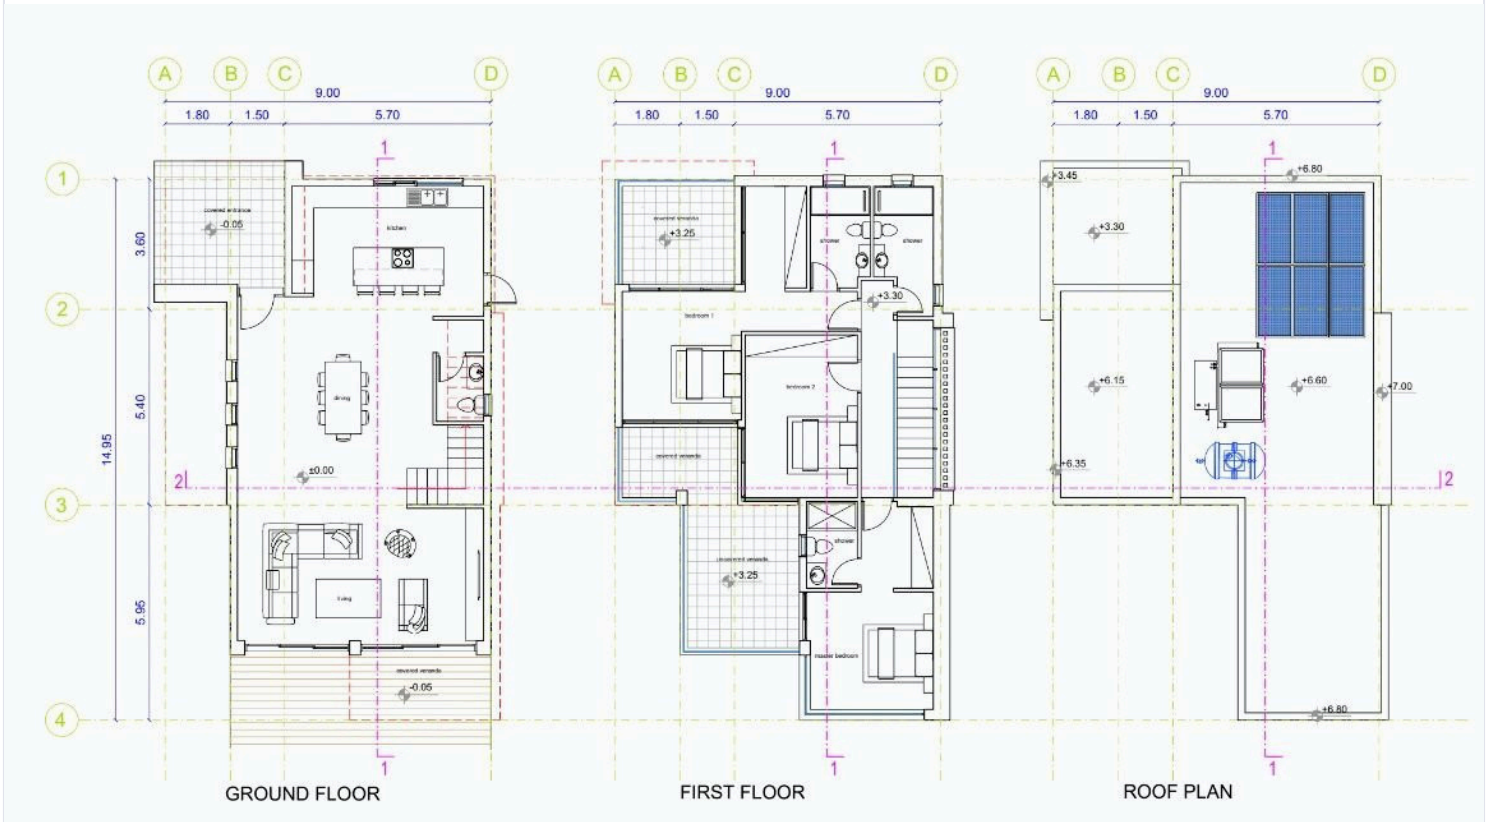 A B C D A B C D A B C D
9.00 9.00 9.00
1.80 1.50 5.70 1.80 1.50 5.70 1.80 1.50 5.70
1 1 1
1
+3.45 +6.80
covered entrance
-0.05
kitchen
3.60
covered veranda
+3.25
shower
shower
+3.30
+3.30
2
bedroom 1
5.40
14.95
dining
bedroom 2
+6.15 +6.60 +7.00
±0.00
covered veranda
+6.35
2 2
3
shower
uncovered veranda
+3.25
living
5.95
master bedroom
covered veranda
-0.05
+6.80
4
1 1 1
GROUND FLOOR FIRST FLOOR ROOF PLAN